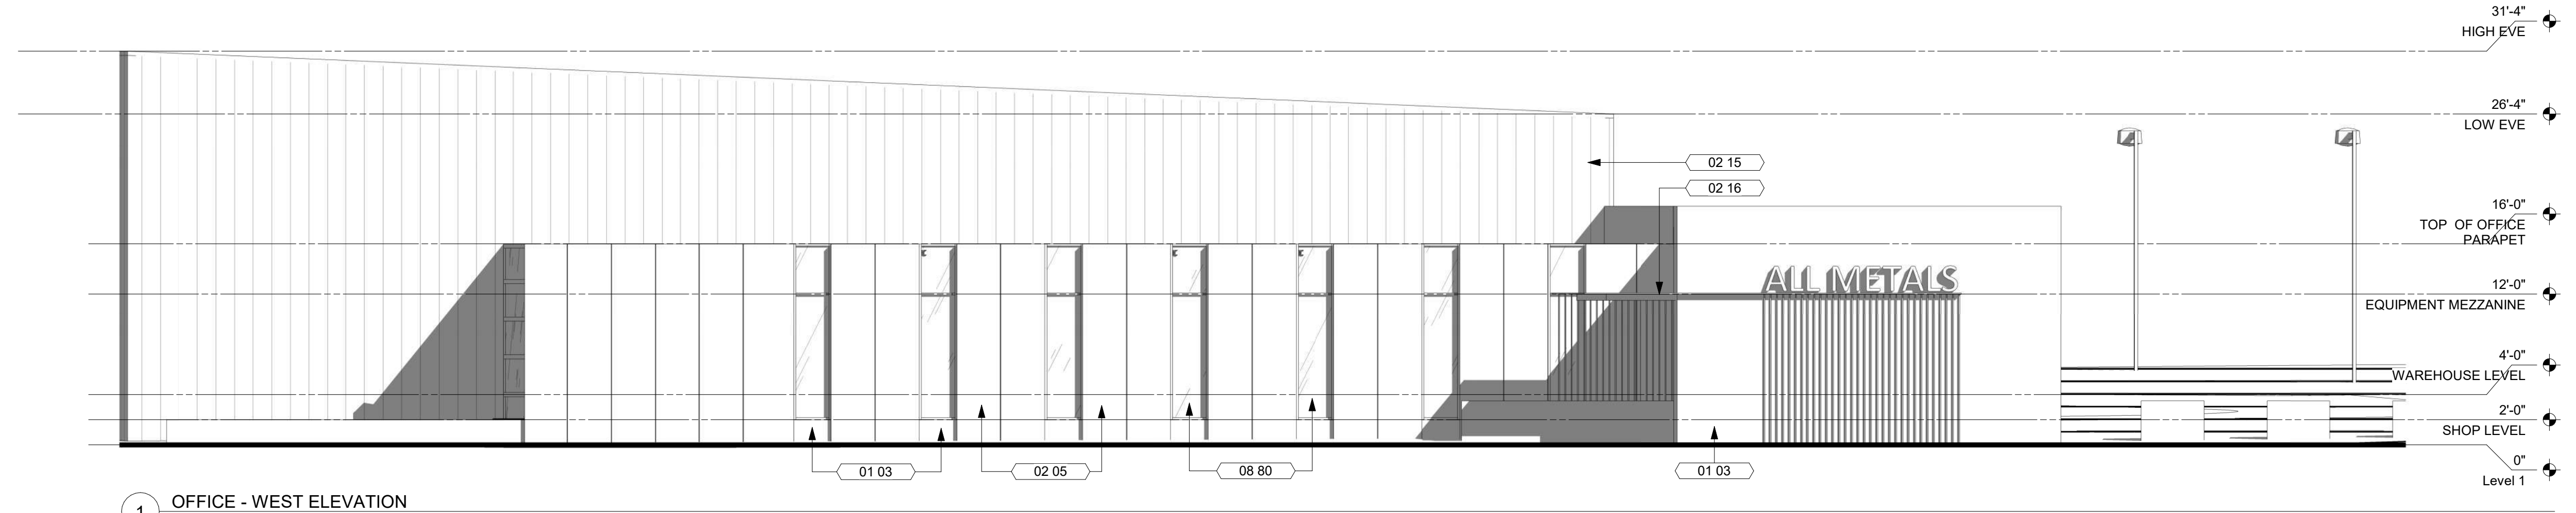 31'-4"
HIGH EVE
26'-4"
LOW EVE
02 15
02 16
16'-0"
TOP OF OFFICE
PARAPET
ALL METALS
12'-0"
EQUIPMENT MEZZANINE
4'-0"
WAREHOUSE LEVEL
2'-0"
SHOP LEVEL
01 03
02 05
08 80
01 03
0"
Level 1
1
OFFICE - WEST ELEVATION